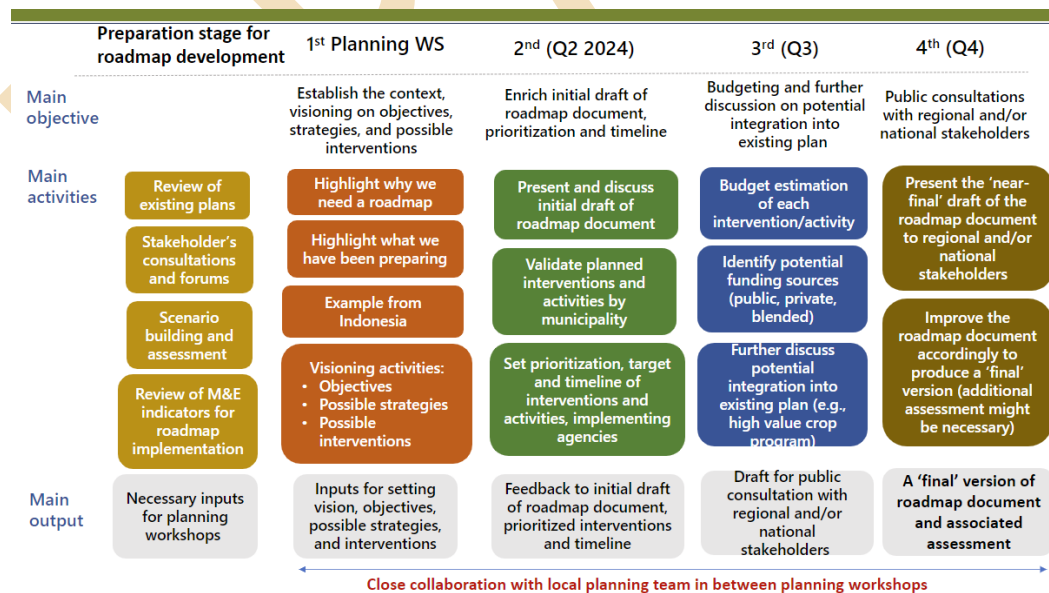 Preparation stage for
roadmap development
1st Planning WS
2nd (Q2 2024)
3rd (Q3)
4th (Q4)
Main
objective
Establish the context,
visioning on objectives,
strategies, and possible
interventions
Enrich initial draft of
roadmap document,
prioritization and timeline
Budgeting and further
discussion on potential
integration into
existing plan
Public consultations
with regional and/or
national stakeholders
Main
activities
Review of
existing plans
Stakeholder's
consultations
and forums
Scenario
building and
assessment
Review of M&E
indicators for
roadmap
implementation
Highlight why we
need a roadmap
Highlight what we
have been preparing
Example from
Indonesia
Visioning activities:
• Objectives
• Possible strategies
• Possible
interventions
Present and discuss
initial draft of
roadmap document
Validate planned
interventions and
activities by
municipality
Set prioritization, target
and timeline of
interventions and
activities, implementing
agencies
Budget estimation
of each
intervention/activity
Identify potential
funding sources
(public, private,
blended)
Further discuss
potential
integration into
existing plan (e.g.,
high value crop
program)
Present the 'near-
final' draft of the
roadmap document
to regional and/or
national
stakeholders
Improve the
roadmap document
accordingly to
produce a 'final'
version (additional
assessment might
be necessary)
Main
output
Necessary inputs
for planning
workshops
Inputs for setting
vision, objectives,
possible strategies,
and interventions
Feedback to initial draft
of roadmap document,
prioritized interventions
and timeline
Draft for public
consultation with
regional and/or
national
stakeholders
A 'final' version of
roadmap document
and associated
assessment
Close collaboration with local planning team in between planning workshops